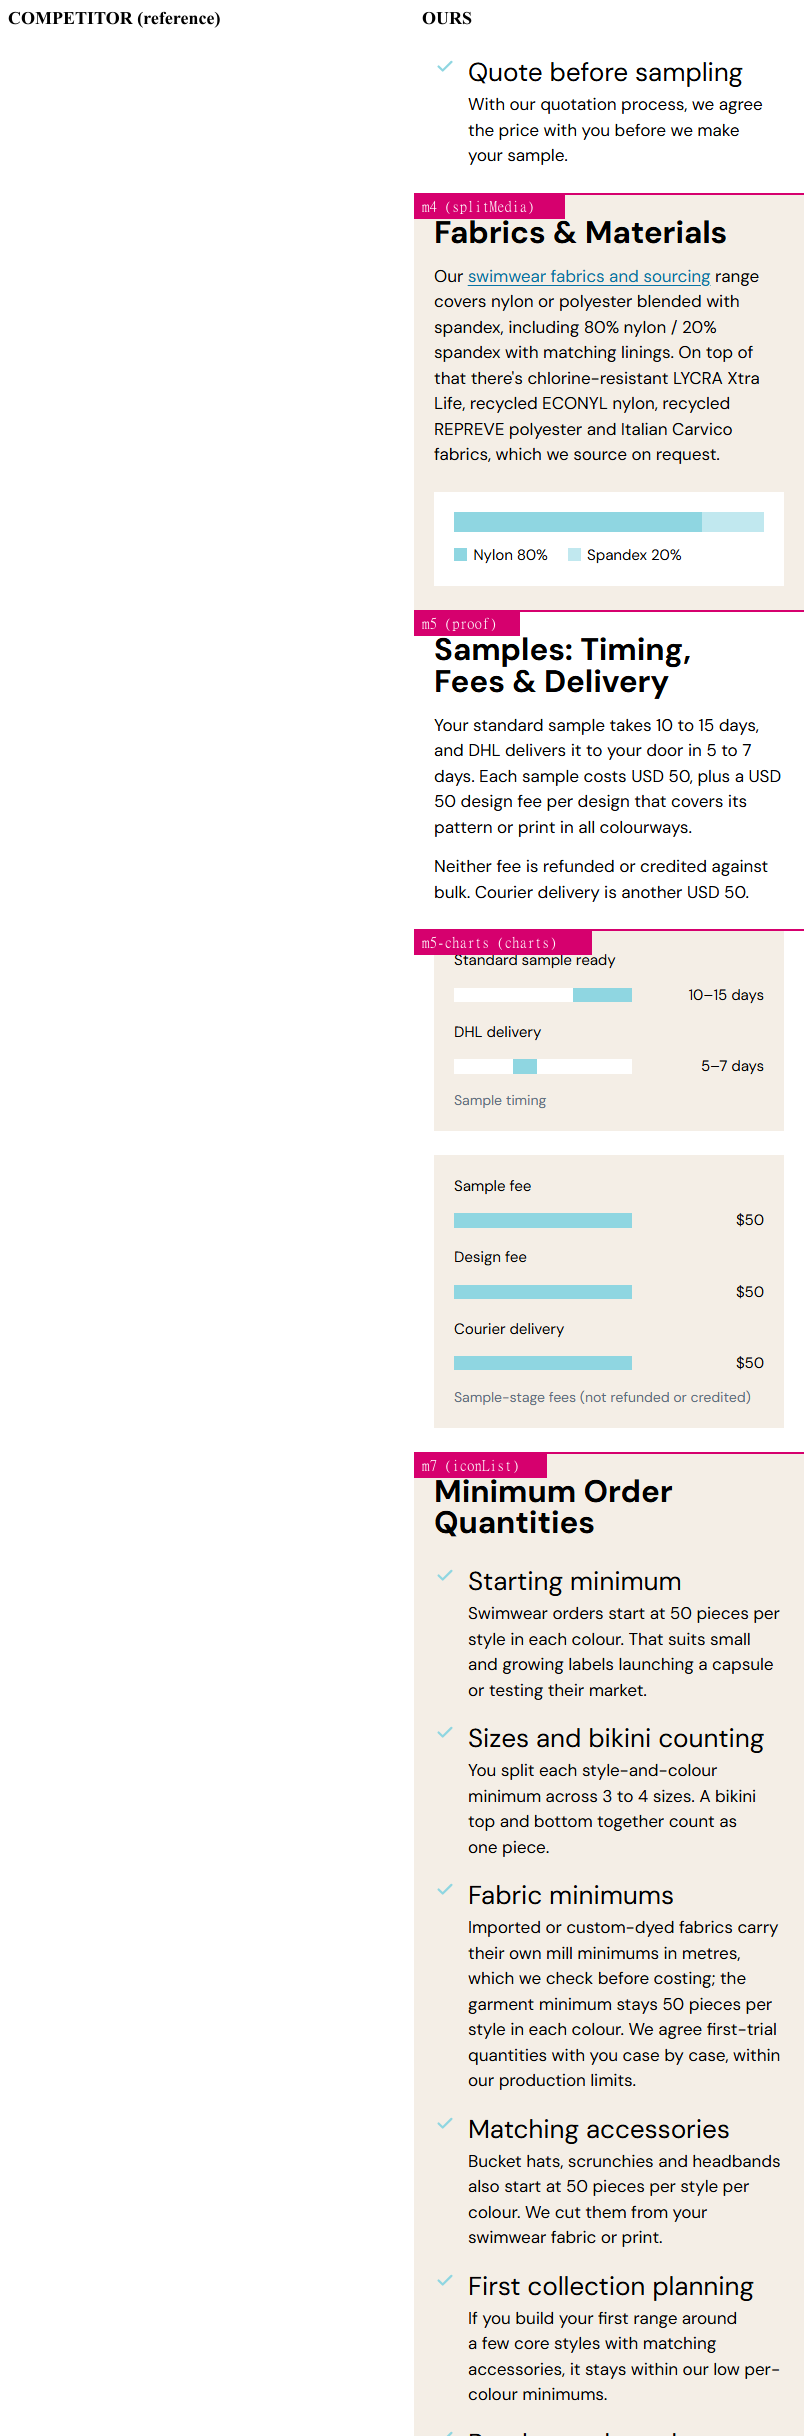 COMPETITOR (reference)
OURS
Quote before sampling
With our quotation process, we agree
the price with you before we make
your sample.
m4 (splitMedia)
Fabrics & Materials
Our swimwear fabrics and sourcing range
covers nylon or polyester blended with
spandex, including 80% nylon / 20%
spandex with matching linings. On top of
that there's chlorine-resistant LYCRA Xtra
Life, recycled ECONYL nylon, recycled
REPREVE polyester and Italian Carvico
fabrics, which we source on request.
Nylon 80%
Spandex 20%
m5 (proof)
Samples: Timing,
Fees & Delivery
Your standard sample takes 10 to 15 days,
and DHL delivers it to your door in 5 to 7
days. Each sample costs USD 50, plus a USD
50 design fee per design that covers its
pattern or print in all colourways.
Neither fee is refunded or credited against
bulk. Courier delivery is another USD 50.
m5-charts (charts)
Standard sample ready
10–15 days
DHL delivery
5–7 days
Sample timing
Sample fee
$50
Design fee
$50
Courier delivery
$50
Sample-stage fees (not refunded or credited)
m7 (iconList)
Minimum Order
Quantities
Starting minimum
Swimwear orders start at 50 pieces per
style in each colour. That suits small
and growing labels launching a capsule
or testing their market.
Sizes and bikini counting
You split each style-and-colour
minimum across 3 to 4 sizes. A bikini
top and bottom together count as
one piece.
Fabric minimums
Imported or custom-dyed fabrics carry
their own mill minimums in metres,
which we check before costing; the
garment minimum stays 50 pieces per
style in each colour. We agree first-trial
quantities with you case by case, within
our production limits.
Matching accessories
Bucket hats, scrunchies and headbands
also start at 50 pieces per style per
colour. We cut them from your
swimwear fabric or print.
First collection planning
If you build your first range around
a few core styles with matching
accessories, it stays within our low per-
colour minimums.